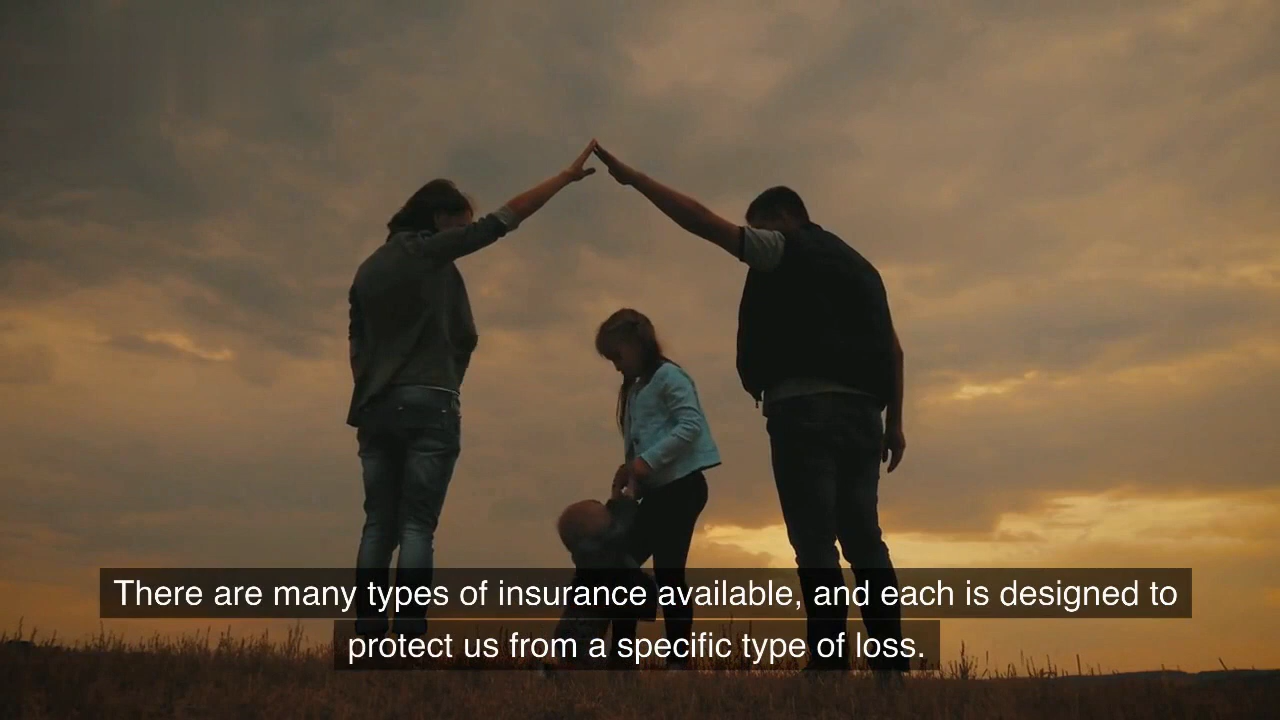 There are many types of insurance available, and each is designed to
protect us from a specific type of loss.